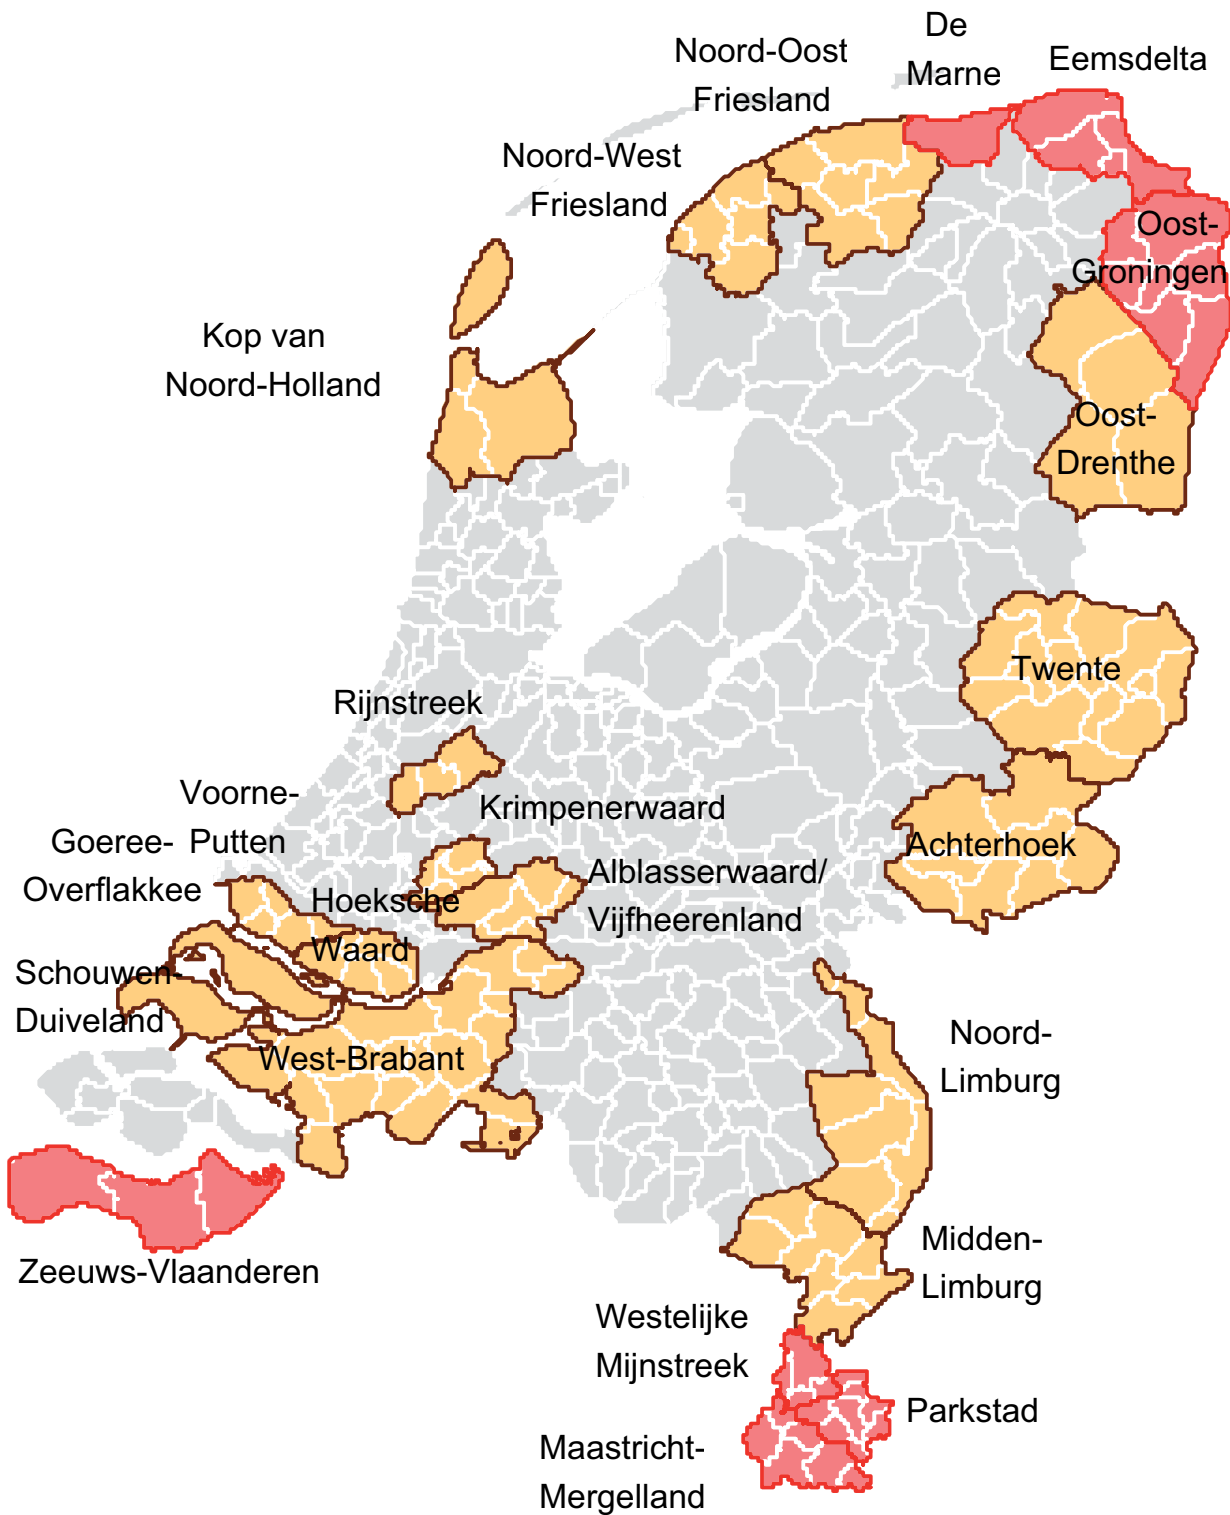 De
Marne
Noord-Oost
Friesland
Eemsdelta
Noord-West
Friesland
Oost-
Groningen
Kop van
Noord-Holland
Oost-
Drenthe
Twente
Rijnstreek
Voorne-
Putten
Krimpenerwaard
Goeree-
Overflakkee
Achterhoek
Alblasserwaard/
Vijfheerenland
Hoeksche
Waard
Schouwen-
Duiveland
West-Brabant
Noord-
Limburg
Zeeuws-Vlaanderen
Midden-
Limburg
Westelijke
Mijnstreek
Parkstad
Maastricht-
Mergelland